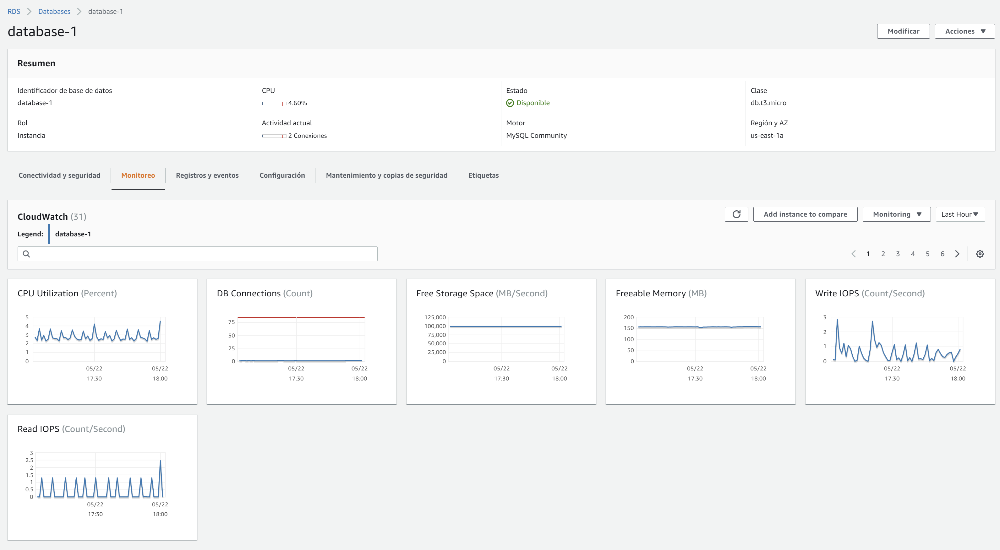 RDS Databases database-1
database-1
Modificar Acciones
Resumen
Identificador de base de datos
database-1
Rol
Instancia
CPU
4.60%
Actividad actual
2 Conexiones
Estado
Disponible
Motor
MySQL Community
Clase
db.t3.micro
Región y AZ
us-east-1a
Conectividad y seguridad Monitoreo Registros y eventos Configuración Mantenimiento y copias de seguridad Etiquetas
CloudWatch (31)
Add instance to compare Monitoring Last Hour
Legend: database-1
1 2 3 4 5 6
CPU Utilization (Percent)
5
4
3
2
1
0
05/22 05/22
17:30 18:00
DB Connections (Count)
75
50
25
0
05/22 05/22
17:30 18:00
Free Storage Space (MB/Second)
125,000
100,000
75,000
50,000
25,000
0
05/22 05/22
17:30 18:00
Freeable Memory (MB)
200
150
100
50
0
05/22 05/22
17:30 18:00
Write IOPS (Count/Second)
3
2
1
0
05/22 05/22
17:30 18:00
Read IOPS (Count/Second)
3
2.5
2
1.5
1
0.5
0
05/22 05/22
17:30 18:00